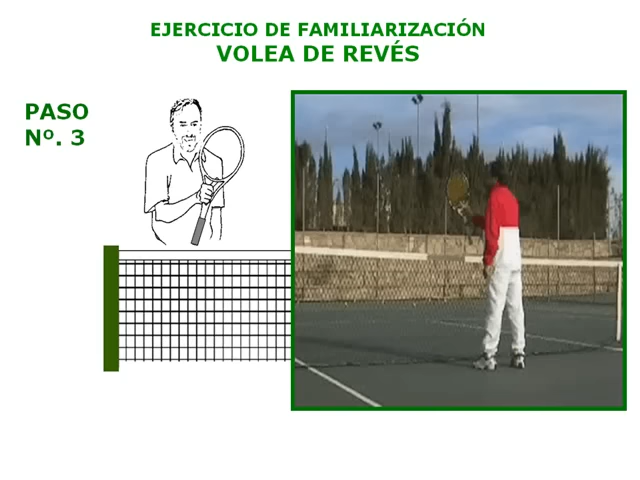 EJERCICIO DE FAMILIARIZACIÓN
VOLEA DE REVÉS
PASO
Nº. 3